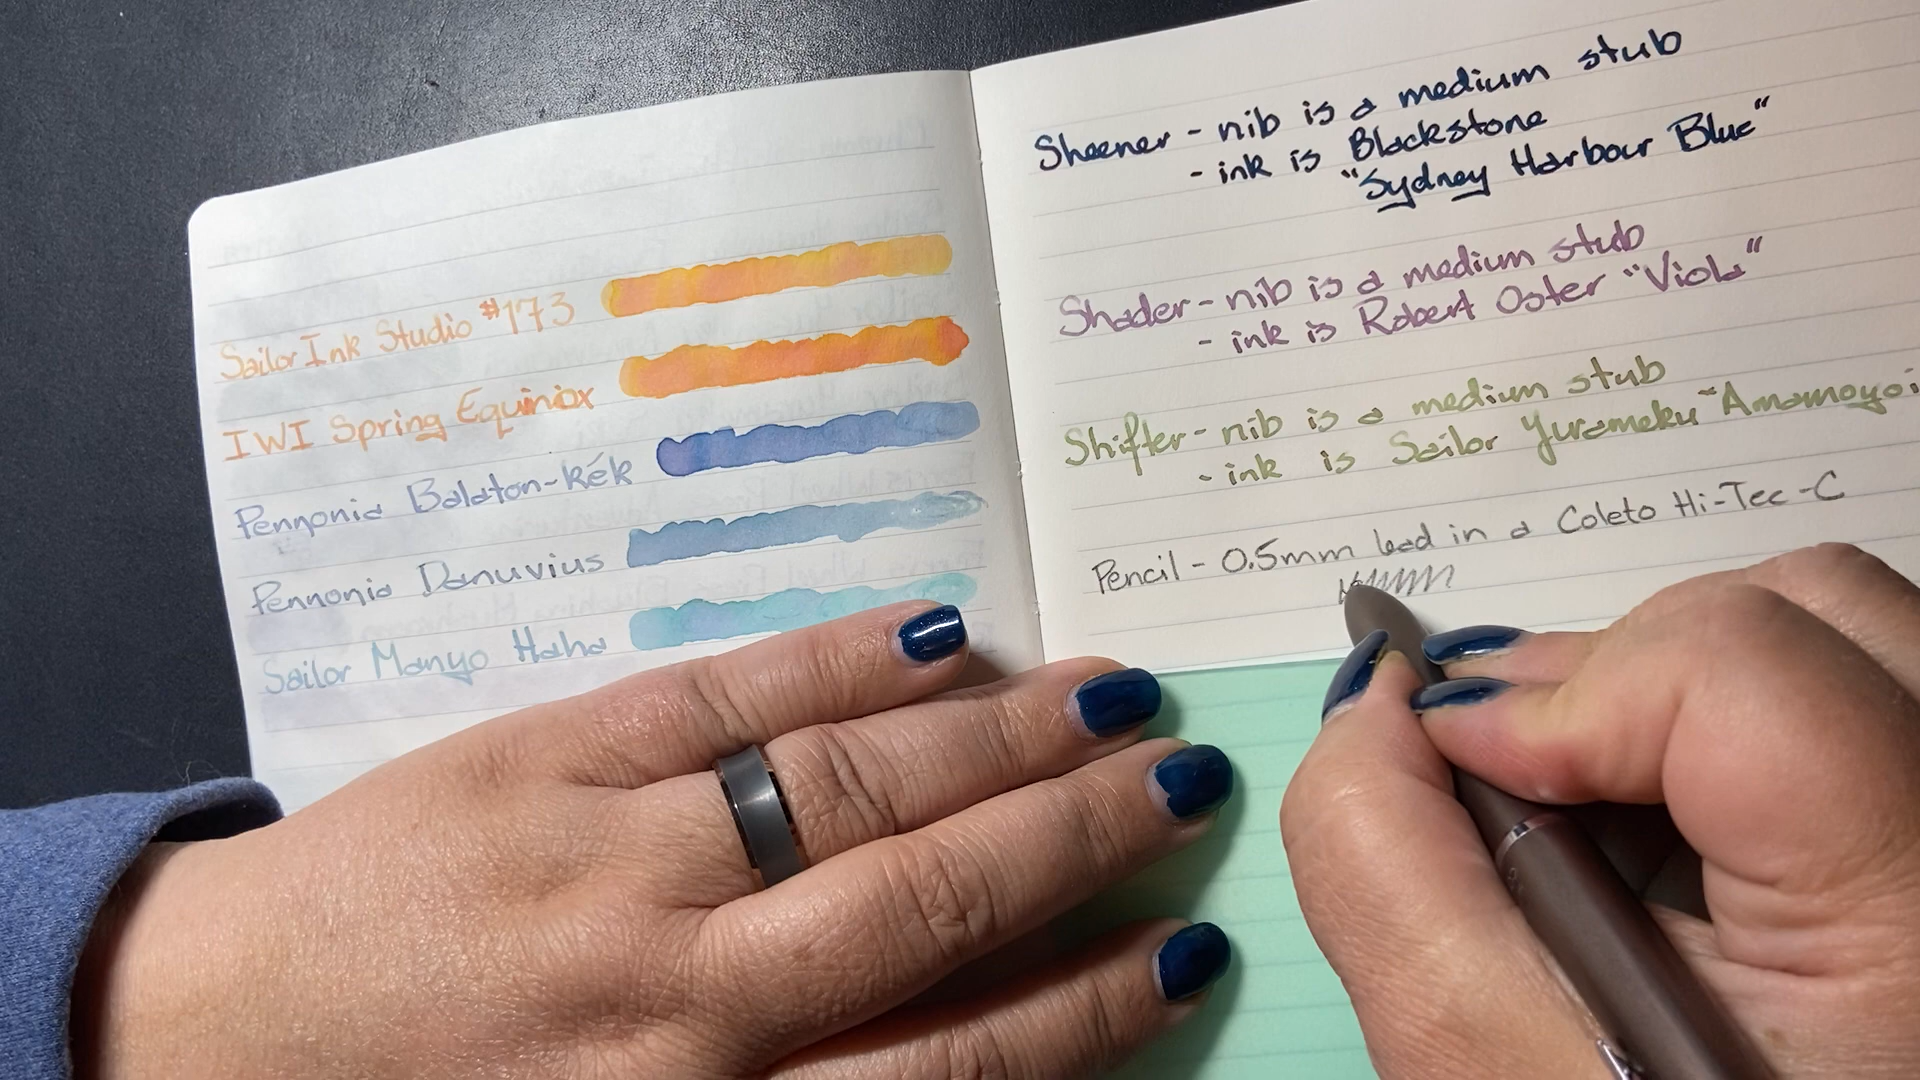 Sailor Ink Studio #173
IWI Spring Equinox
Pennonia Balaton-kék
Pennonia Danuvius
Sailor Manyo Haha
Sheener - nib is a medium stub
- ink is Blackstone
"Sydney Harbour Blue"
Shader - nib is a medium stub
- ink is Robert Oster "Viola"
Shifter - nib is a medium stub
- ink is Sailor Yurameku "Amamoyoi
Pencil - 0.5mm lead in a Coleto Hi-Tec-C